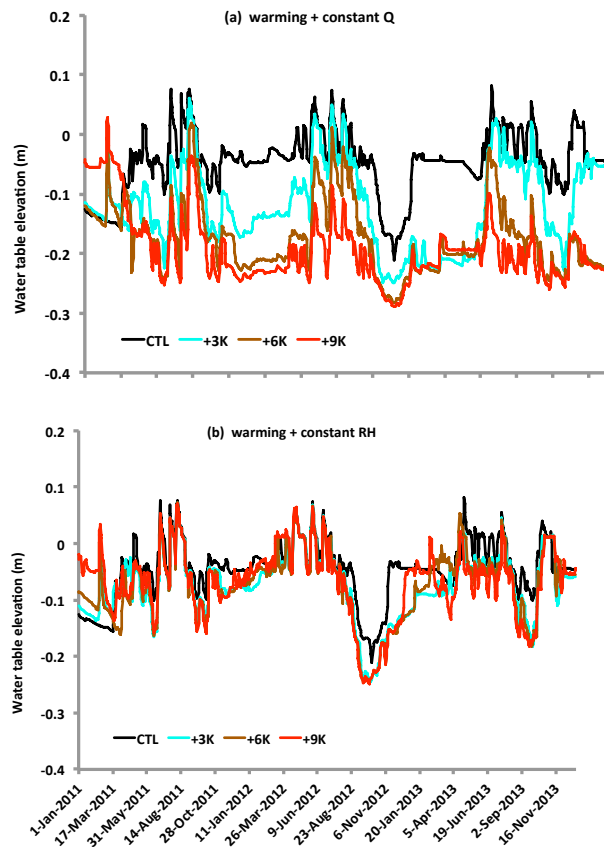 (a) warming + constant Q
0.2
0.1
0
-0.1
-0.2
-0.3
-0.4
Water table elevation (m)
CTL +3K +6K +9K
(b) warming + constant RH
0.2
0.1
0
-0.1
-0.2
-0.3
-0.4
Water table elevation (m)
CTL +3K +6K +9K
1-Jan-2011
17-Mar-2011
31-May-2011
14-Aug-2011
28-Oct-2011
11-Jan-2012
26-Mar-2012
9-Jun-2012
23-Aug-2012
6-Nov-2012
20-Jan-2013
5-Apr-2013
19-Jun-2013
2-Sep-2013
16-Nov-2013